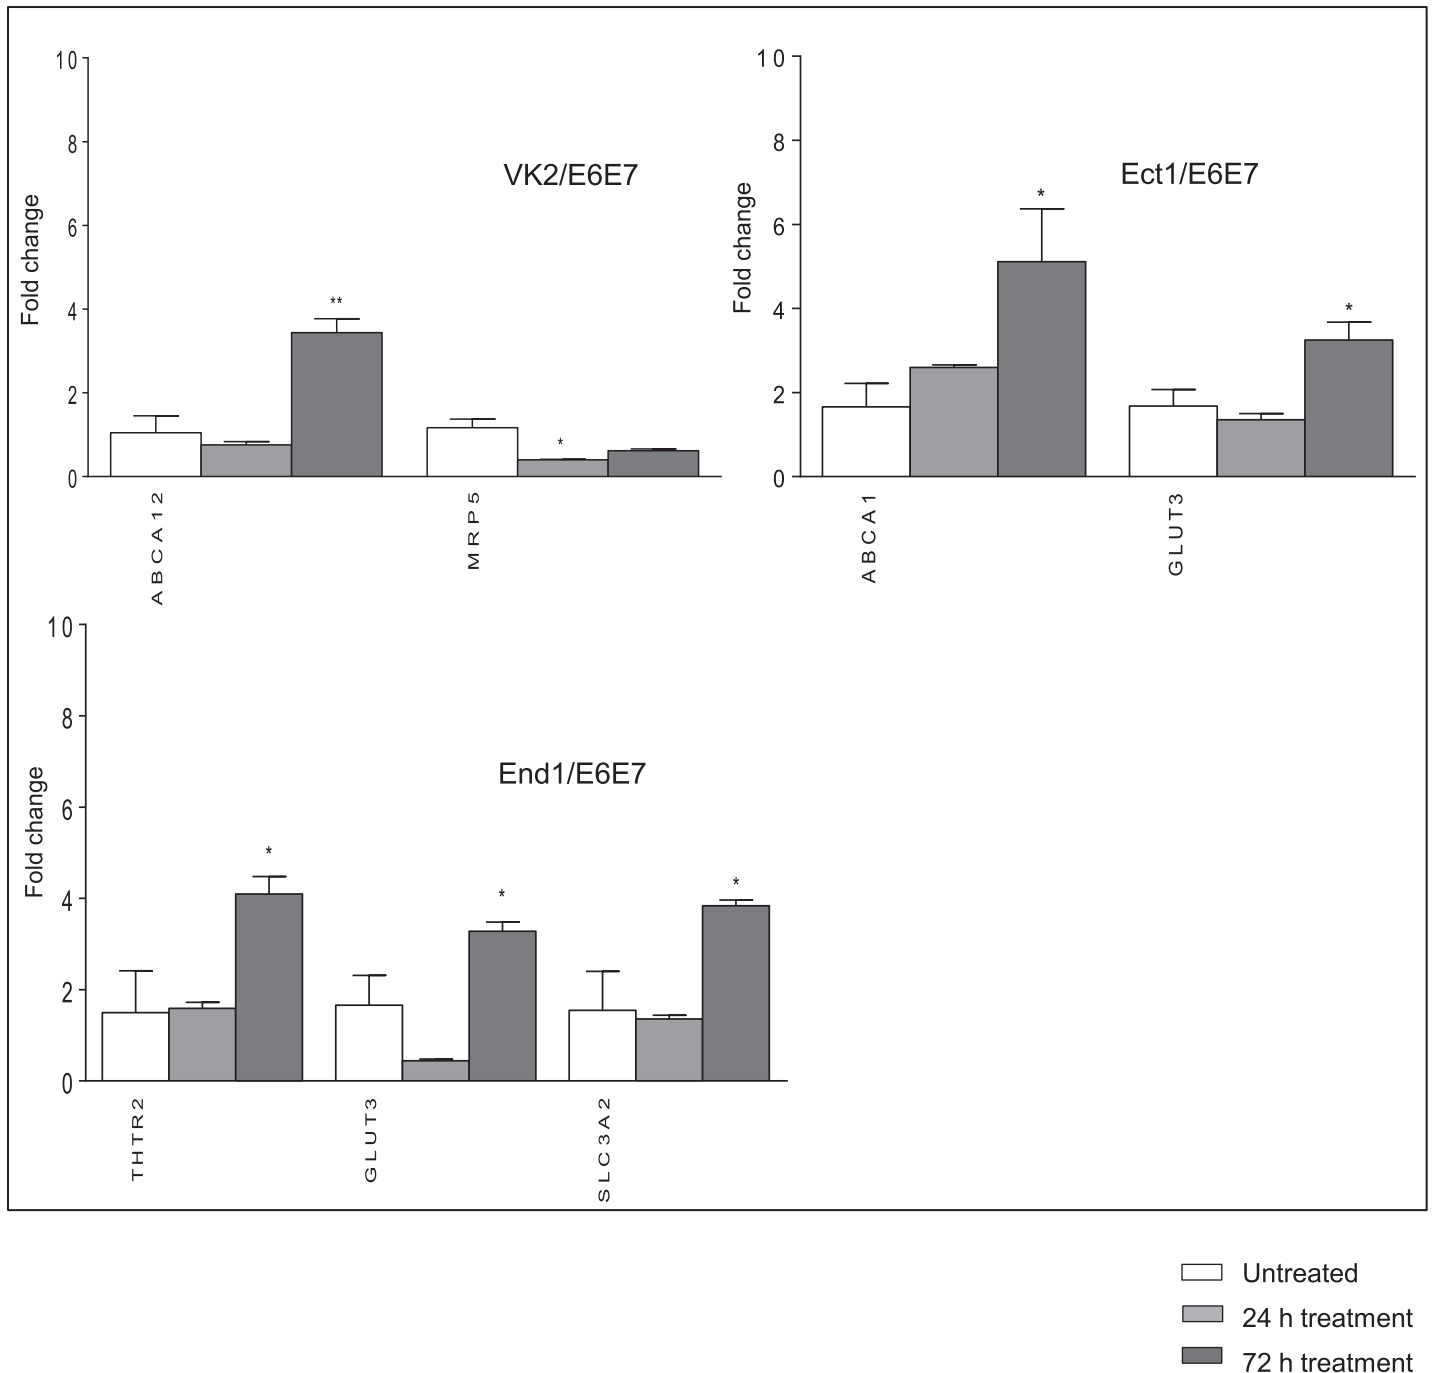 VK2/E6E7
Fold change
10
8
6
4
2
0
**
*
ABCA12
MRP5
Ect1/E6E7
Fold change
10
8
6
4
2
0
*
*
ABCA1
GLUT3
End1/E6E7
Fold change
10
8
6
4
2
0
*
*
*
THTR2
GLUT3
SLC3A2
Untreated
24 h treatment
72 h treatment